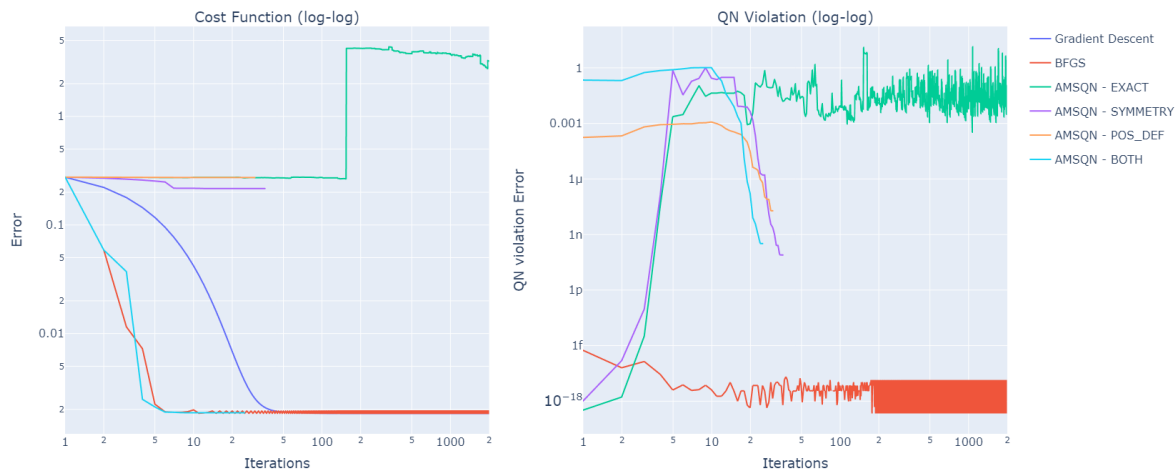 Cost Function (log-log)
5
2
1
5
2
0.1
5
2
0.01
5
2
Error
1
2
5
10
2
5
100
2
5
1000
2
Iterations
QN Violation (log-log)
1
0.001
1μ
1n
1p
1f
10−18
QN violation Error
1
2
5
10
2
5
100
2
5
1000
2
Iterations
Gradient Descent
BFGS
AMSQN - EXACT
AMSQN - SYMMETRY
AMSQN - POS_DEF
AMSQN - BOTH